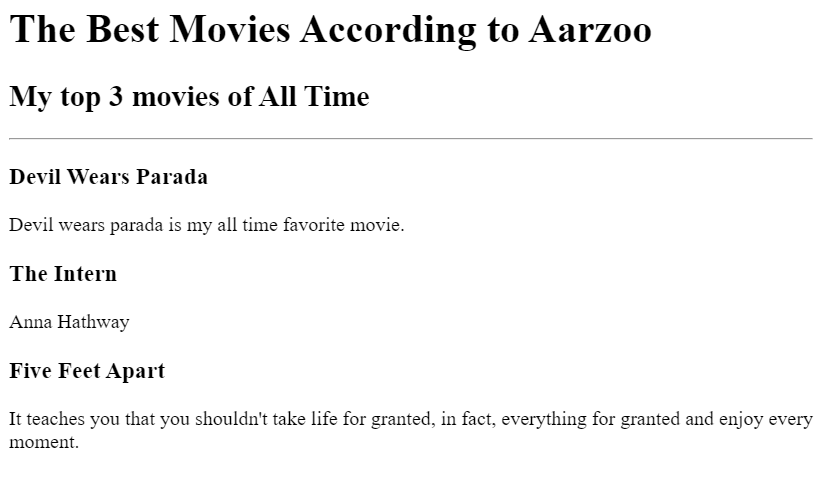 The Best Movies According to Aarzoo
My top 3 movies of All Time
Devil Wears Parada
Devil wears parada is my all time favorite movie.
The Intern
Anna Hathway
Five Feet Apart
It teaches you that you shouldn't take life for granted, in fact, everything for granted and enjoy every
moment.